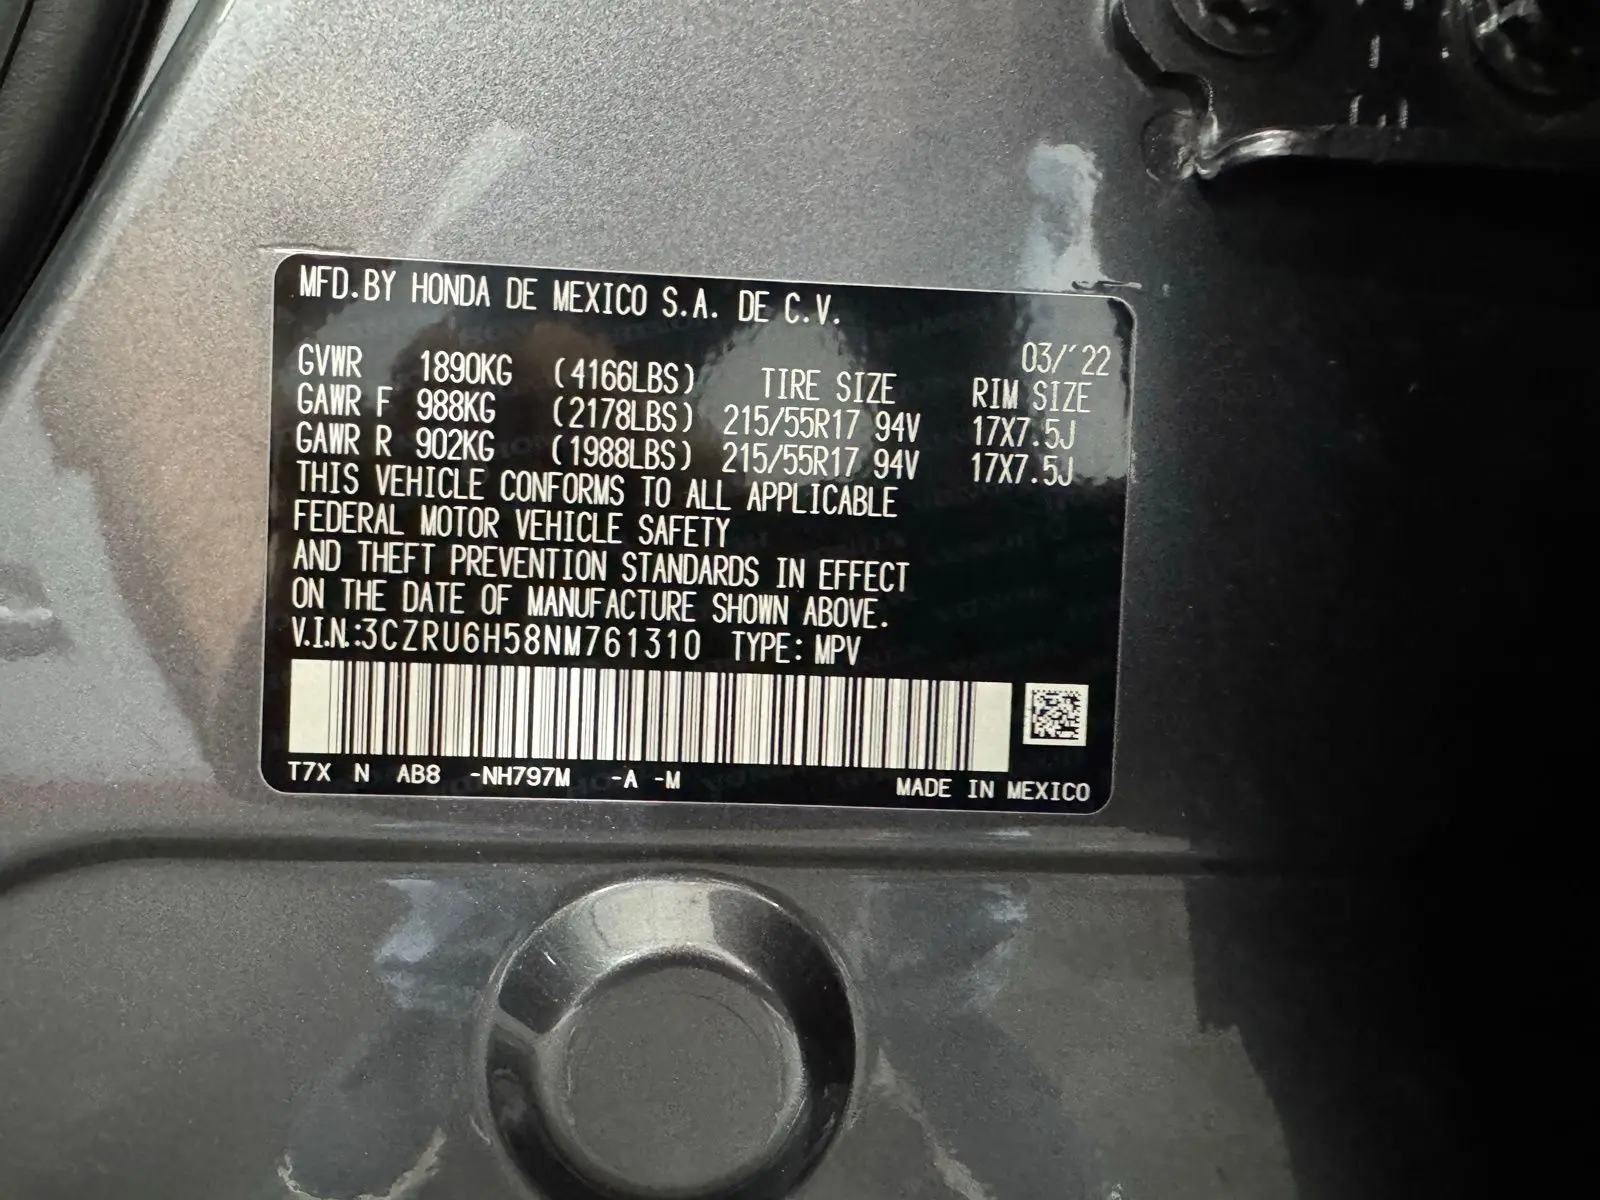 MFD.BY HONDA DE MEXICO S.A. DE C.V.
03/'22
GVWR 1890KG (4166LBS) TIRE SIZE RIM SIZE
GAWR F 988KG (2178LBS) 215/55R17 94V 17X7.5J
GAWR R 902KG (1988LBS) 215/55R17 94V 17X7.5J
THIS VEHICLE CONFORMS TO ALL APPLICABLE
FEDERAL MOTOR VEHICLE SAFETY
AND THEFT PREVENTION STANDARDS IN EFFECT
ON THE DATE OF MANUFACTURE SHOWN ABOVE.
V.I.N.:3CZRU6H58NM761310 TYPE: MPV
T7X N AB8 -NH797M -A -M MADE IN MEXICO